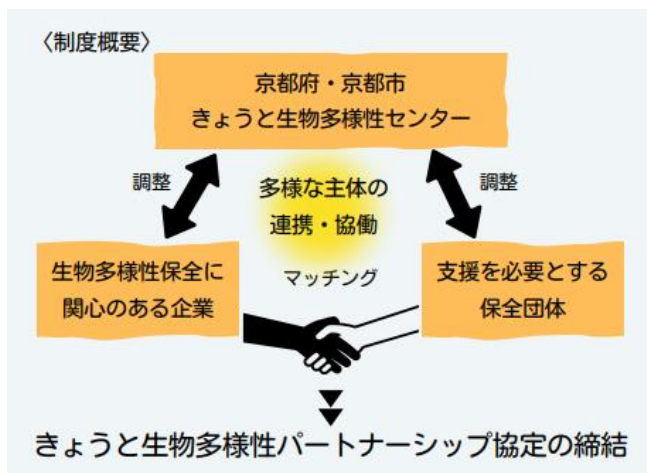 〈制度概要〉
京都府・京都市
きょうと生物多様性センター
調整
多様な主体の
連携・協働
調整
生物多様性保全に
関心のある企業
マッチング
支援を必要とする
保全団体
きょうと生物多様性パートナーシップ協定の締結